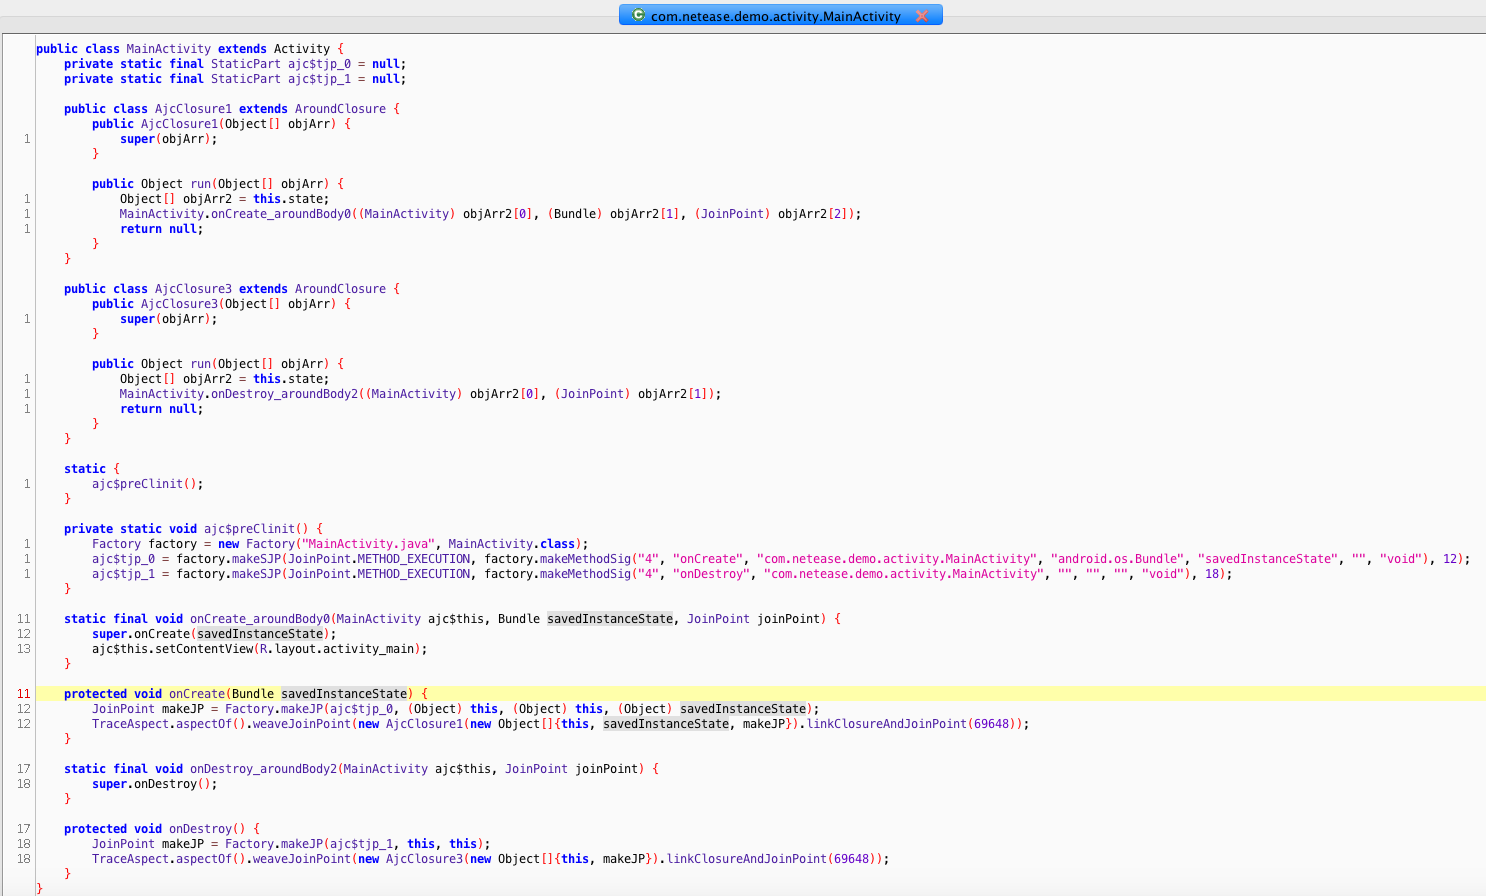 com.netease.demo.activity.MainActivity
public class MainActivity extends Activity {
private static final StaticPart ajc$tjp_0 = null;
private static final StaticPart ajc$tjp_1 = null;
public class AjcClosure1 extends AroundClosure {
public AjcClosure1(Object[] objArr) {
1 super(objArr);
}
public Object run(Object[] objArr) {
1 Object[] objArr2 = this.state;
1 MainActivity.onCreate_aroundBody0((MainActivity) objArr2[0], (Bundle) objArr2[1], (JoinPoint) objArr2[2]);
1 return null;
}
}
public class AjcClosure3 extends AroundClosure {
public AjcClosure3(Object[] objArr) {
1 super(objArr);
}
public Object run(Object[] objArr) {
1 Object[] objArr2 = this.state;
1 MainActivity.onDestroy_aroundBody2((MainActivity) objArr2[0], (JoinPoint) objArr2[1]);
1 return null;
}
}
static {
1 ajc$preClinit();
}
private static void ajc$preClinit() {
1 Factory factory = new Factory("MainActivity.java", MainActivity.class);
1 ajc$tjp_0 = factory.makeSJP(JoinPoint.METHOD_EXECUTION, factory.makeMethodSig("4", "onCreate", "com.netease.demo.activity.MainActivity", "android.os.Bundle", "savedInstanceState", "", "void"), 12);
1 ajc$tjp_1 = factory.makeSJP(JoinPoint.METHOD_EXECUTION, factory.makeMethodSig("4", "onDestroy", "com.netease.demo.activity.MainActivity", "", "", "", "void"), 18);
}
11 static final void onCreate_aroundBody0(MainActivity ajc$this, Bundle savedInstanceState, JoinPoint joinPoint) {
12 super.onCreate(savedInstanceState);
13 ajc$this.setContentView(R.layout.activity_main);
}
11 protected void onCreate(Bundle savedInstanceState) {
12 JoinPoint makeJP = Factory.makeJP(ajc$tjp_0, (Object) this, (Object) this, (Object) savedInstanceState);
12 TraceAspect.aspectOf().weaveJoinPoint(new AjcClosure1(new Object[]{this, savedInstanceState, makeJP}).linkClosureAndJoinPoint(69648));
}
17 static final void onDestroy_aroundBody2(MainActivity ajc$this, JoinPoint joinPoint) {
18 super.onDestroy();
}
17 protected void onDestroy() {
18 JoinPoint makeJP = Factory.makeJP(ajc$tjp_1, this, this);
18 TraceAspect.aspectOf().weaveJoinPoint(new AjcClosure3(new Object[]{this, makeJP}).linkClosureAndJoinPoint(69648));
}
}